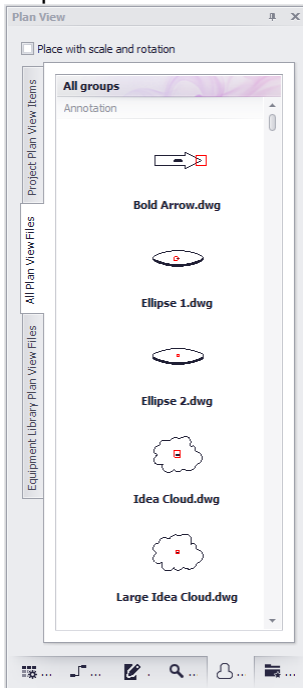 Plan View
Place with scale and rotation
Project Plan View Items
All Plan View Files
Equipment Library Plan View Files
All groups
Annotation
Bold Arrow.dwg
Ellipse 1.dwg
Ellipse 2.dwg
Idea Cloud.dwg
Large Idea Cloud.dwg
... ... . ... ... ...